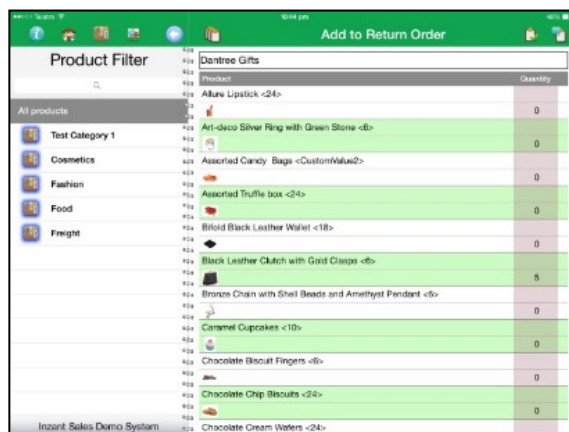 Telstra
10:44 pm
Add to Return Order
Product Filter
All products
Test Category 1
Cosmetics
Fashion
Food
Freight
Inzant Sales Demo System
Dantree Gifts
Product Quantity
Allure Lipstick <24>
0
Art-deco Silver Ring with Green Stone <6>
0
Assorted Candy Bags <CustomValue2>
0
Assorted Truffle box <24>
0
Bifold Black Leather Wallet <18>
0
Black Leather Clutch with Gold Clasps <6>
5
Bronze Chain with Shell Beads and Amethyst Pendant <5>
0
Caramel Cupcakes <10>
0
Chocolate Biscuit Fingers <6>
0
Chocolate Chip Biscuits <24>
0
Chocolate Cream Wafers <24>